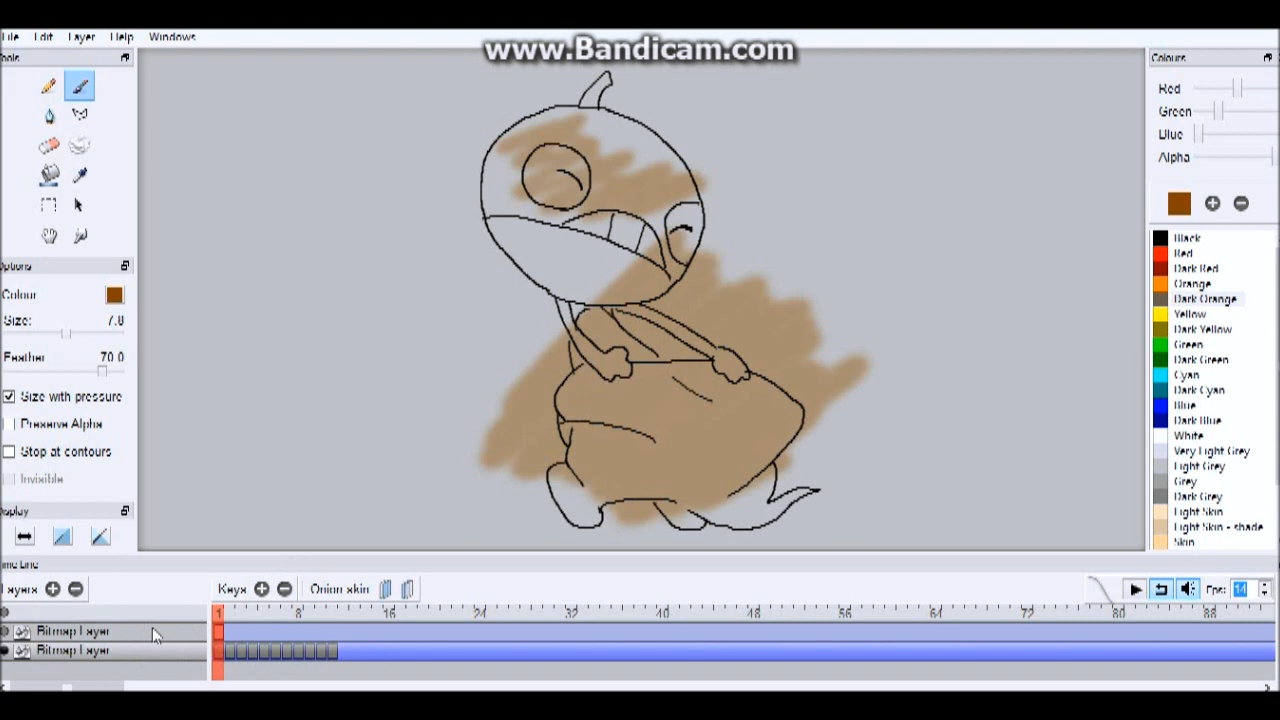 www.Bandicam.com
File Edit Layer Help Windows
Tools
Colours
Red
Green
Blue
Alpha
Options
Colour
Size: 7.8
Feather 70.0
Size with pressure
Preserve Alpha
Stop at contours
Invisible
Display
Black
Red
Dark Red
Orange
Dark Orange
Yellow
Dark Yellow
Green
Dark Green
Cyan
Dark Cyan
Blue
Dark Blue
White
Very Light Grey
Light Grey
Grey
Dark Grey
Light Skin
Light Skin - shade
Skin
Time Line
Layers Keys Onion skin Fps: 14
1 16 24 32 40 48 56 64 72 80 88
Bitmap Layer
Bitmap Layer